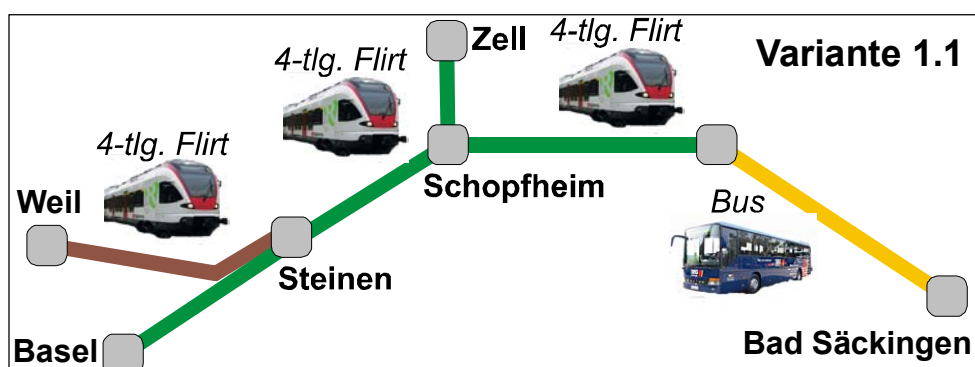 Variante 1.1
Zell
4-tlg. Flirt
4-tlg. Flirt
4-tlg. Flirt
Schopfheim
Weil
Bus
Steinen
Basel
Bad Säckingen